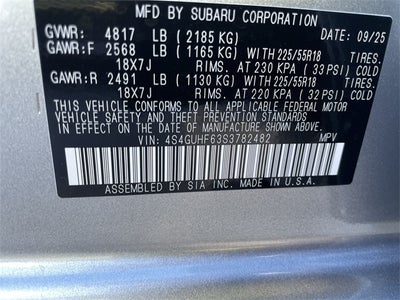 MFD. BY SUBARU CORPORATION DATE: 09/25
GVWR: 4817 LB (2185 KG)
GAWR:F 2568 LB (1165 KG) WITH 225/55R18 TIRES.
18X7J RIMS. AT 230 KPA (33 PSI) COLD
GAWR:R 2491 LB (1130 KG) WITH 225/55R18 TIRES.
18X7J RIMS. AT 220 KPA (32 PSI) COLD
THIS VEHICLE CONFORMS TO ALL APPLICABLE FEDERAL MOTOR
VEHICLE SAFETY AND THEFT PREVENTION STANDARDS IN EFFECT
ON THE DATE OF MANUFACTURE SHOWN ABOVE.
VIN: 4S4GUHF63S3782482 MPV
ASSEMBLED BY SIA INC. MADE IN U.S.A.